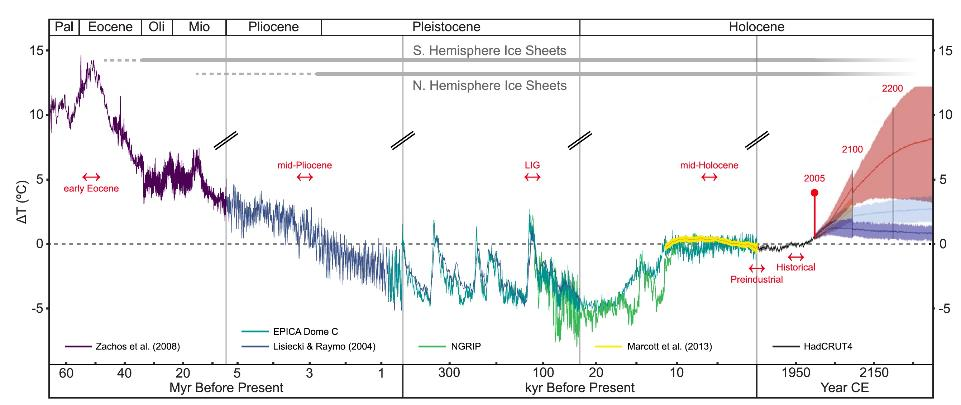 Pal Eocene Oli Mio Pliocene Pleistocene Holocene
15 15
S. Hemisphere Ice Sheets
N. Hemisphere Ice Sheets
2200
10 10
2100
mid-Pliocene LIG mid-Holocene
5 2005 5
early Eocene
ΔT (ºC)
0 0
Historical
Preindustrial
-5 -5
EPICA Dome C
Zachos et al. (2008) Lisiecki & Raymo (2004) NGRIP Marcott et al. (2013) HadCRUT4
60 40 20 5 3 1 300 100 20 10 1950 2150
Myr Before Present kyr Before Present Year CE